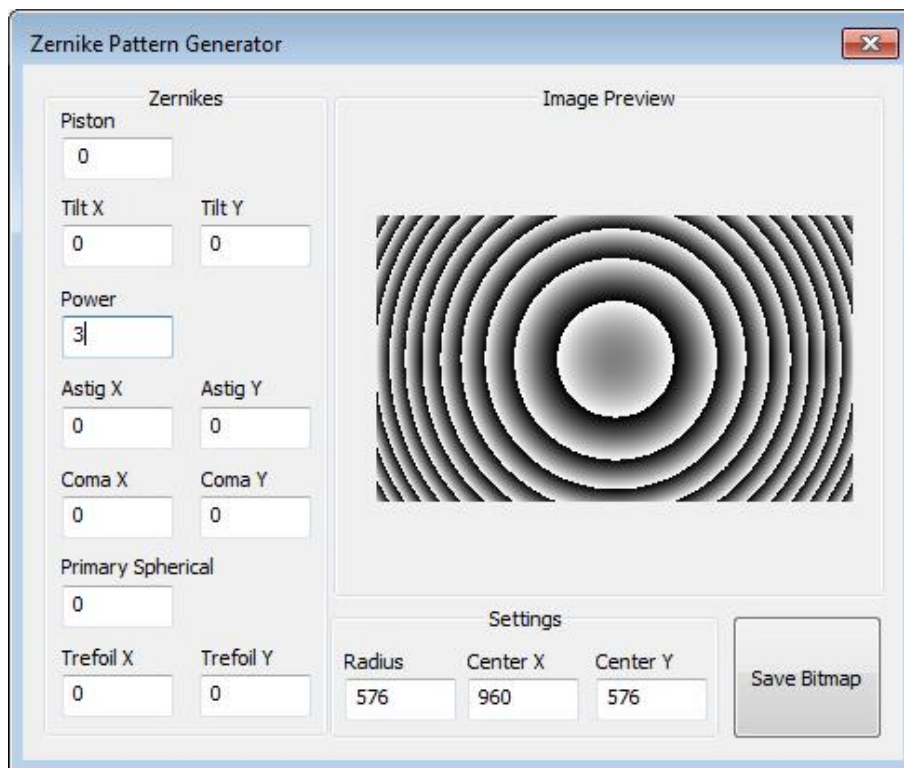 Zernike Pattern Generator
Zernikes
Piston
0
Tilt X Tilt Y
0 0
Power
3
Astig X Astig Y
0 0
Coma X Coma Y
0 0
Primary Spherical
0
Trefoil X Trefoil Y
0 0
Image Preview
Settings
Radius Center X Center Y
576 960 576
Save Bitmap